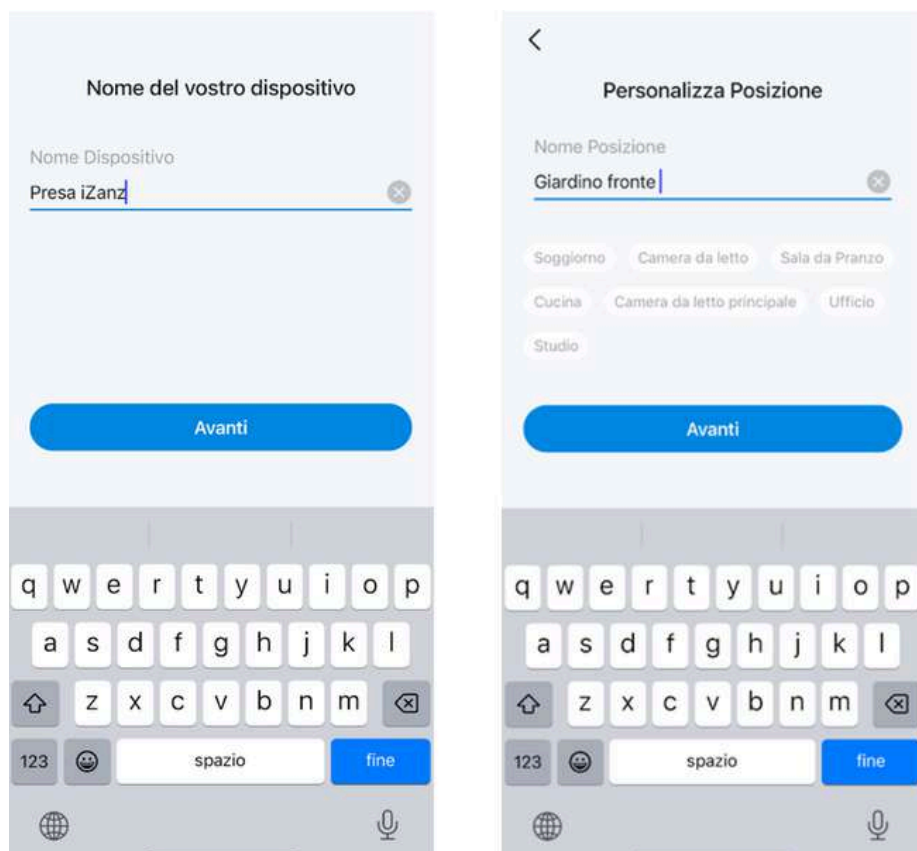 Nome del vostro dispositivo
Nome Dispositivo
Presa iZanz
Avanti
q w e r t y u i o p
a s d f g h j k l
z x c v b n m
123 spazio fine
Personalizza Posizione
Nome Posizione
Giardino fronte
Soggiorno Camera da letto Sala da Pranzo
Cucina Camera da letto principale Ufficio
Studio
Avanti
q w e r t y u i o p
a s d f g h j k l
z x c v b n m
123 spazio fine